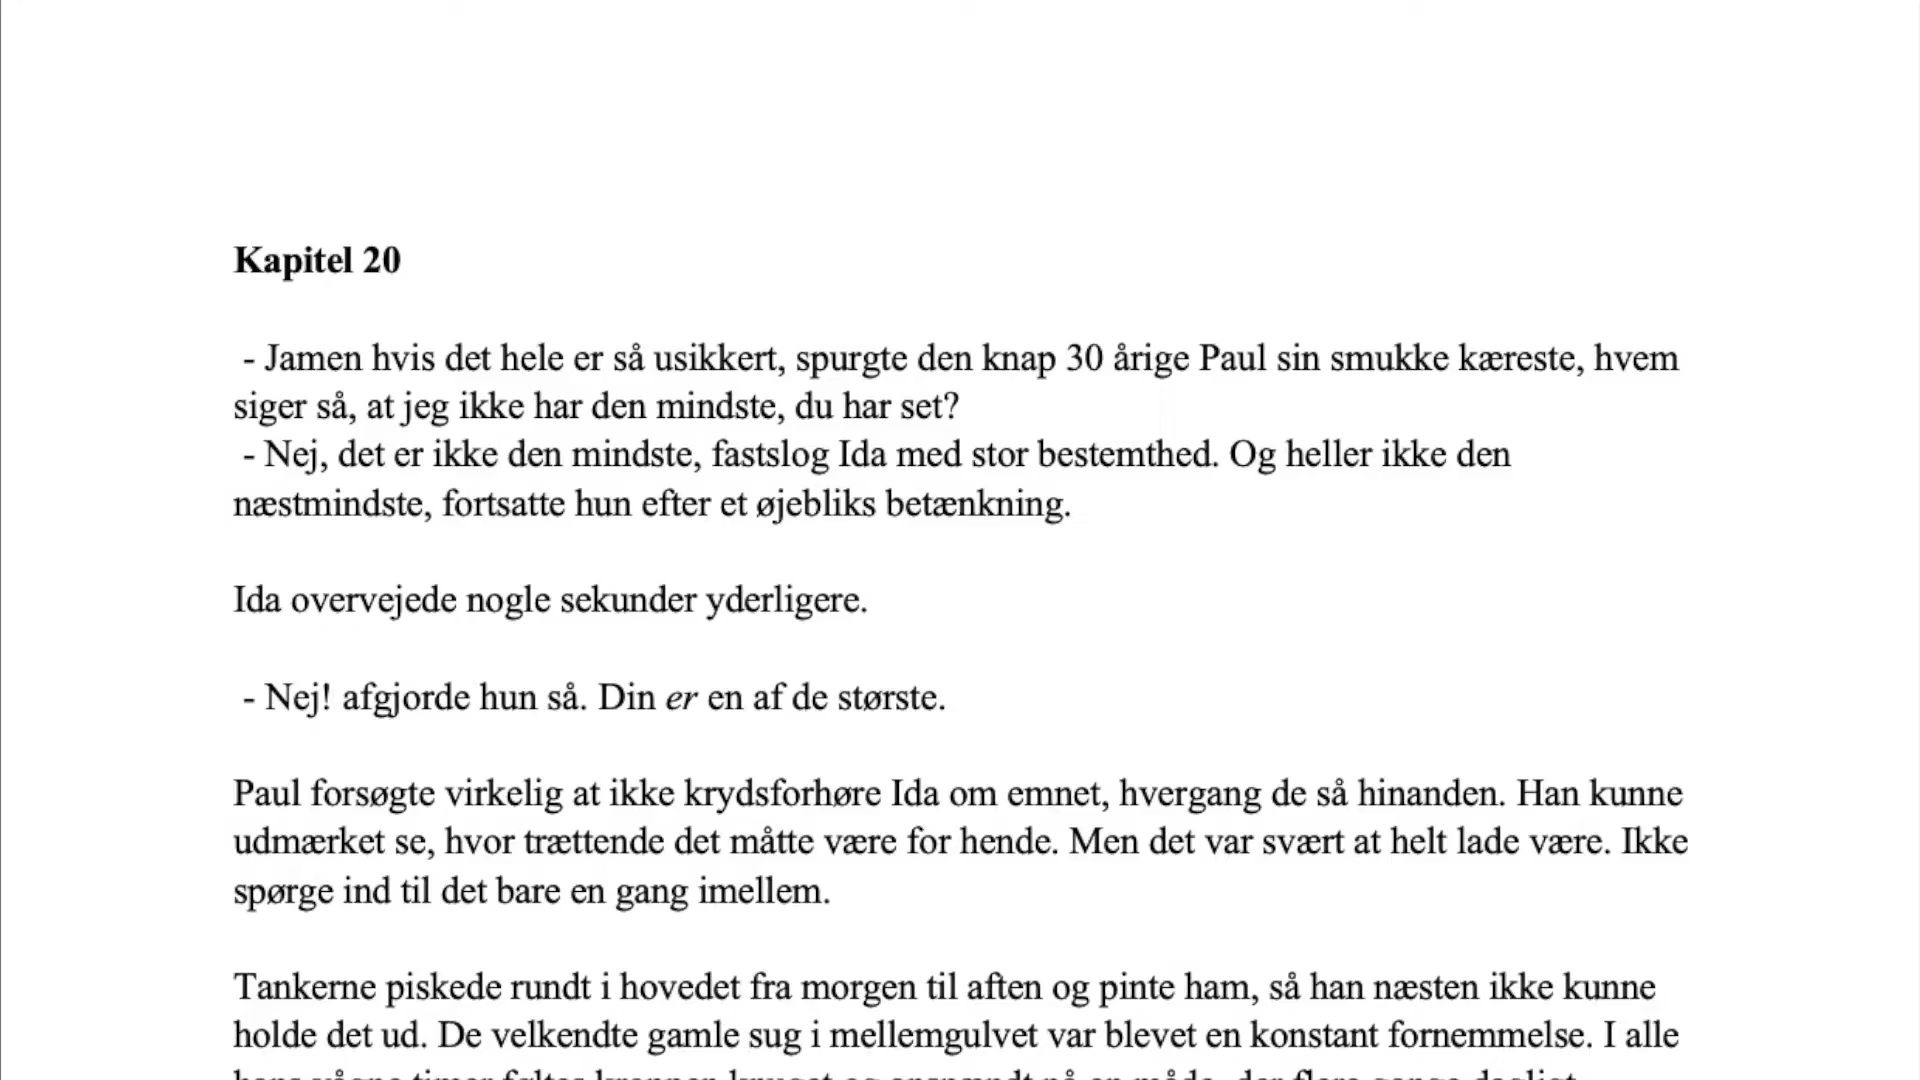 Kapitel 20
- Jamen hvis det hele er så usikkert, spurgte den knap 30 årige Paul sin smukke kæreste, hvem
siger så, at jeg ikke har den mindste, du har set?
- Nej, det er ikke den mindste, fastslog Ida med stor bestemthed. Og heller ikke den
næstmindste, fortsatte hun efter et øjebliks betænkning.
Ida overvejede nogle sekunder yderligere.
- Nej! afgjorde hun så. Din er en af de største.
Paul forsøgte virkelig at ikke krydsforhøre Ida om emnet, hvergang de så hinanden. Han kunne
udmærket se, hvor trættende det måtte være for hende. Men det var svært at helt lade være. Ikke
spørge ind til det bare en gang imellem.
Tankerne piskede rundt i hovedet fra morgen til aften og pinte ham, så han næsten ikke kunne
holde det ud. De velkendte gamle sug i mellemgulvet var blevet en konstant fornemmelse. I alle